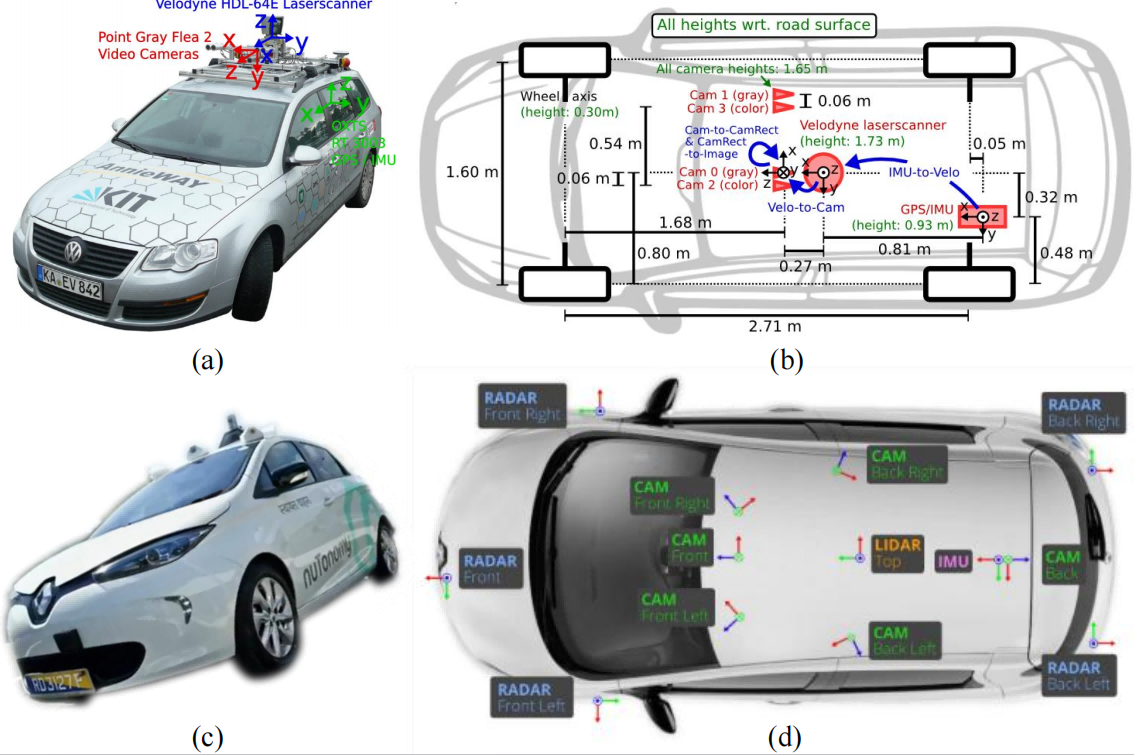 Velodyne HDL-64E Laserscanner
Point Gray Flea 2
Video Cameras
z
y
x
x
z
y
z
y
x
OXTS
RT 3003
GPS / IMU
AnnieWAY
KIT
KA EV 842
(a)
All heights wrt. road surface
All camera heights: 1.65 m
Wheel axis
(height: 0.30m)
Cam 1 (gray)
Cam 3 (color)
0.06 m
0.54 m
Cam-to-CamRect
& CamRect
-to-Image
Velodyne laserscanner
(height: 1.73 m)
0.05 m
1.60 m
0.06 m
Cam 0 (gray)
Cam 2 (color)
x
z
y
x
z
y
IMU-to-Velo
Velo-to-Cam
0.32 m
GPS/IMU
(height: 0.93 m)
x
z
y
1.68 m
0.80 m
0.27 m
0.81 m
0.48 m
2.71 m
(b)
nuTonomy
RD3127F
(c)
RADAR
Front Right
RADAR
Back Right
CAM
Back Right
CAM
Front Right
RADAR
Front
CAM
Front
LIDAR
Top
IMU
CAM
Back
CAM
Front Left
CAM
Back Left
RADAR
Back Left
RADAR
Front Left
(d)